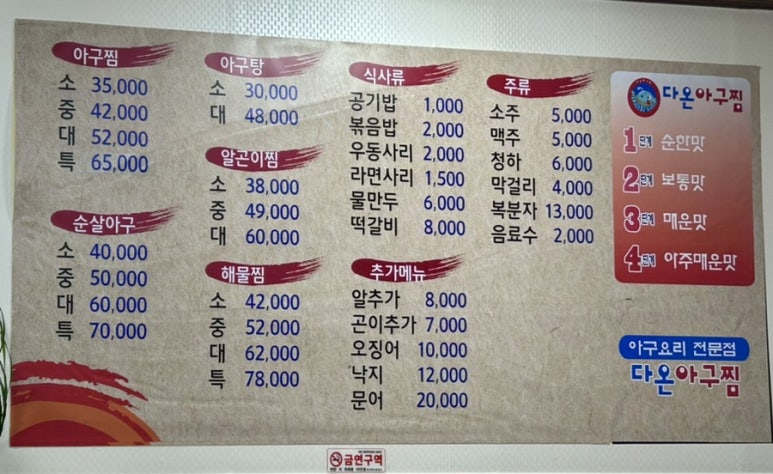 아구찜
소 35,000
중 42,000
대 52,000
특 65,000
순살아구
소 40,000
중 50,000
대 60,000
특 70,000
아구탕
소 30,000
대 48,000
알곤이찜
소 38,000
중 49,000
대 60,000
해물찜
소 42,000
중 52,000
대 62,000
특 78,000
식사류
공기밥 1,000
볶음밥 2,000
우동사리 2,000
라면사리 1,500
물만두 6,000
떡갈비 8,000
추가메뉴
알추가 8,000
곤이추가 7,000
오징어 10,000
낙지 12,000
문어 20,000
주류
소주 5,000
맥주 5,000
청하 6,000
막걸리 4,000
복분자 13,000
음료수 2,000
다온아구찜
1단계 순한맛
2단계 보통맛
3단계 매운맛
4단계 아주매운맛
아구요리 전문점
다온아구찜
금연구역